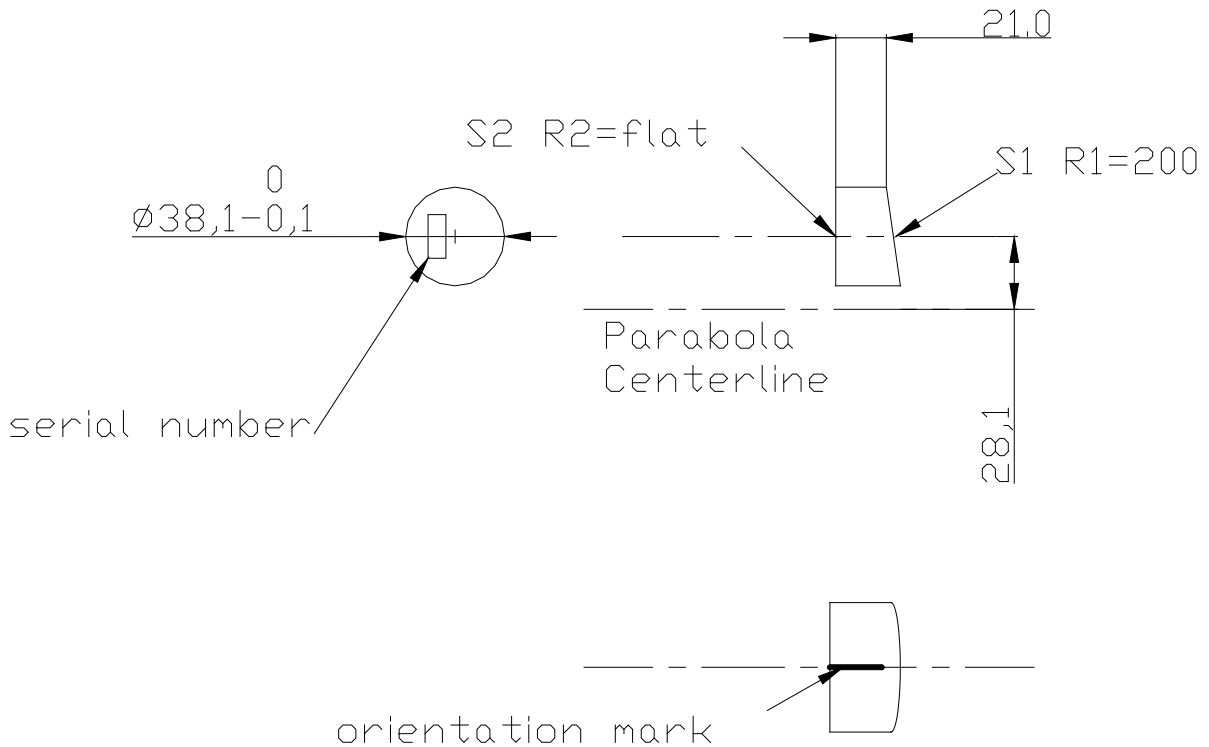 21,0
S2 R2=flat
S1 R1=200
0
⌀38,1-0,1
Parabola
Centerline
serial number
28,1
orientation mark